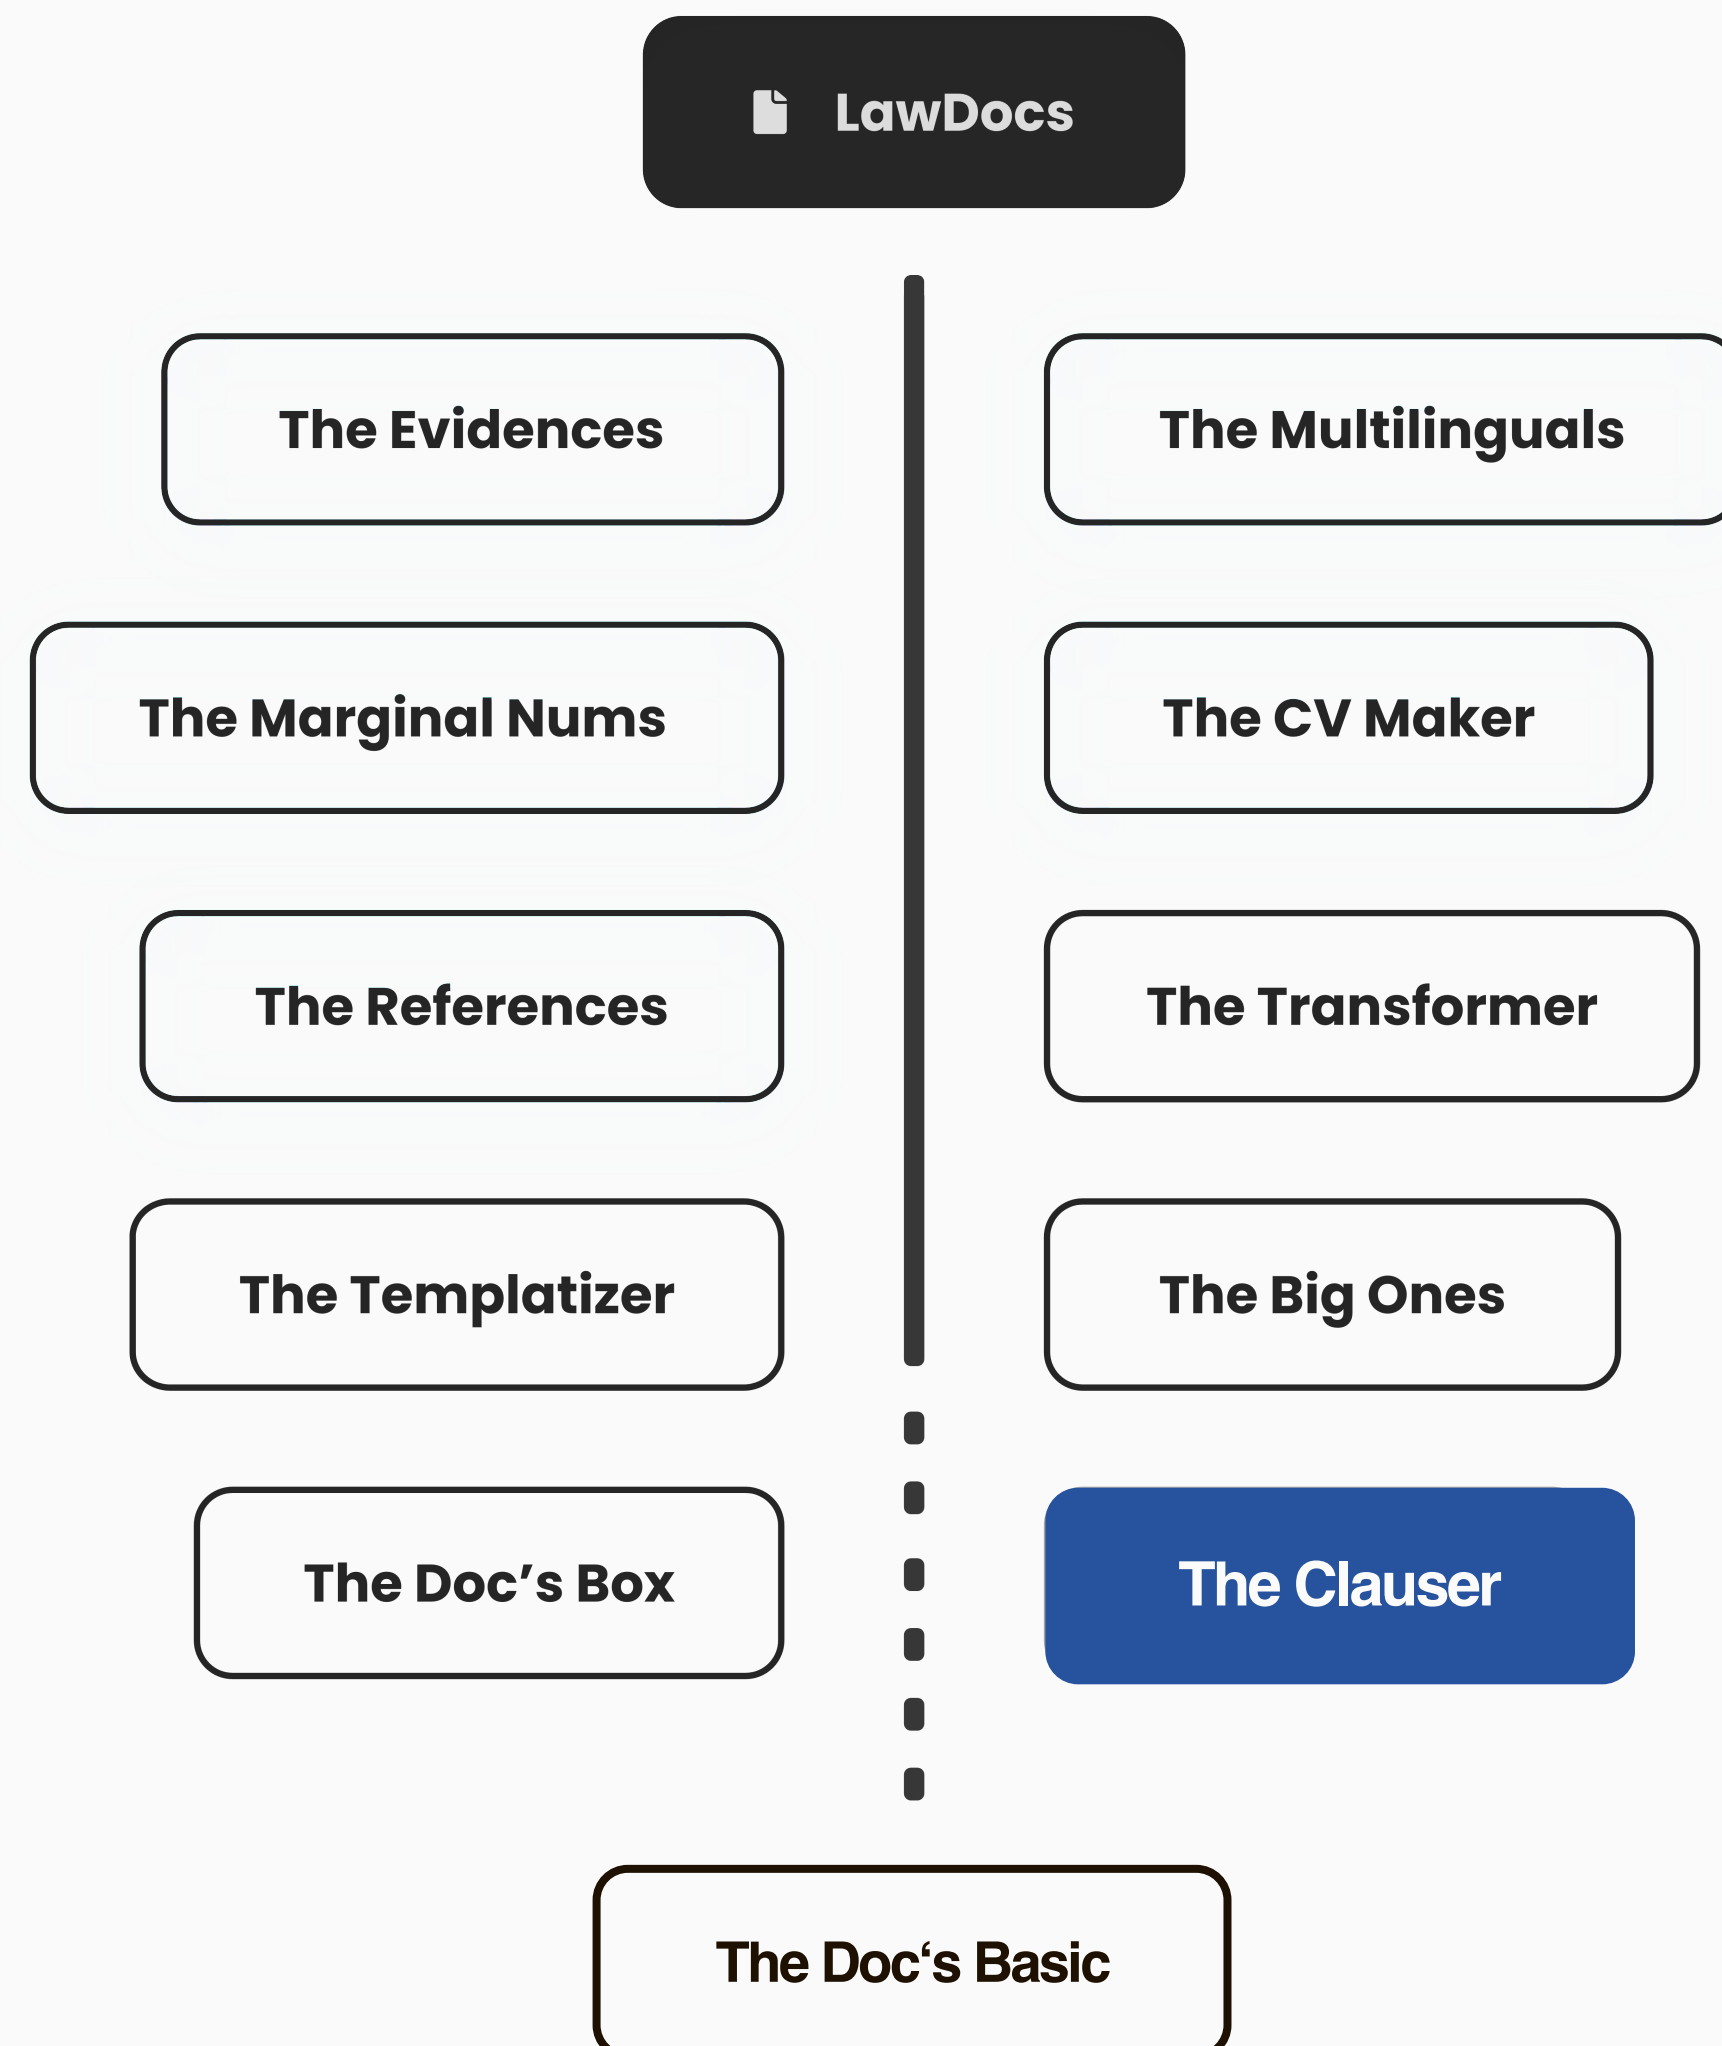 LawDocs
The Evidences
The Multilinguals
The Marginal Nums
The CV Maker
The References
The Transformer
The Templatizer
The Big Ones
The Doc’s Box
The Clauser
The Doc‘s Basic